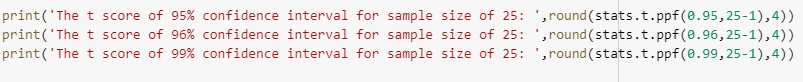 print('The t score of 95% confidence interval for sample size of 25: ',round(stats.t.ppf(0.95,25-1),4))
print('The t score of 96% confidence interval for sample size of 25: ',round(stats.t.ppf(0.96,25-1),4))
print('The t score of 99% confidence interval for sample size of 25: ',round(stats.t.ppf(0.99,25-1),4))